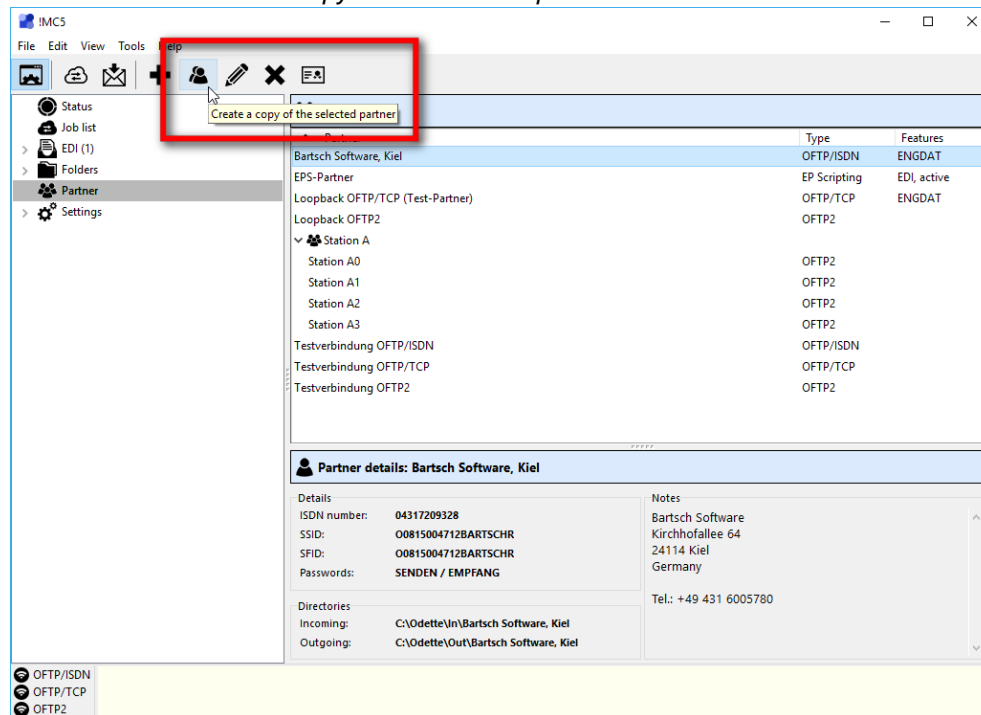 !MC5
File Edit View Tools Help
Create a copy of the selected partner
Status
Job list
EDI (1)
Folders
Partner
Settings
Partner Type Features
Bartsch Software, Kiel OFTP/ISDN ENGDAT
EPS-Partner EP Scripting EDI, active
Loopback OFTP/TCP (Test-Partner) OFTP/TCP ENGDAT
Loopback OFTP2 OFTP2
Station A
Station A0 OFTP2
Station A1 OFTP2
Station A2 OFTP2
Station A3 OFTP2
Testverbindung OFTP/ISDN OFTP/ISDN
Testverbindung OFTP/TCP OFTP/TCP
Testverbindung OFTP2 OFTP2
Partner details: Bartsch Software, Kiel
Details
ISDN number: 04317209328
SSID: O0815004712BARTSCHR
SFID: O0815004712BARTSCHR
Passwords: SENDEN / EMPFANG
Directories
Incoming: C:\Odette\In\Bartsch Software, Kiel
Outgoing: C:\Odette\Out\Bartsch Software, Kiel
Notes
Bartsch Software
Kirchhofallee 64
24114 Kiel
Germany
Tel.: +49 431 6005780
OFTP/ISDN
OFTP/TCP
OFTP2